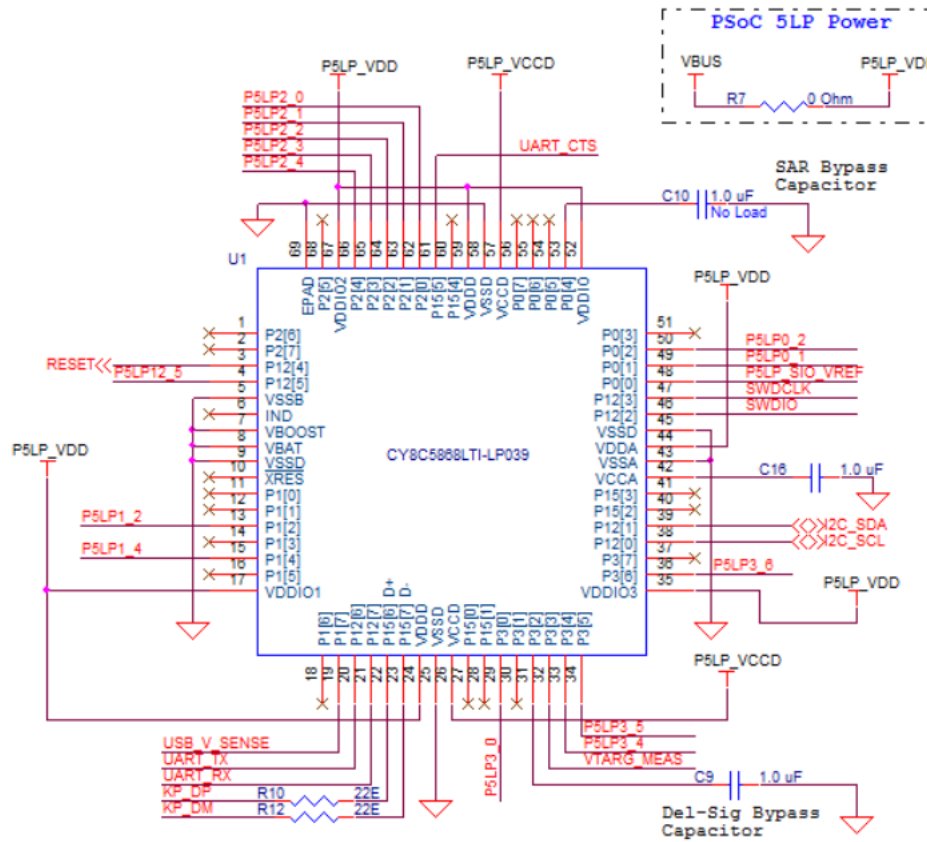 PSoC 5LP Power
VBUS
P5LP_VD
R7
0 Ohm
P5LP_VDD
P5LP_VCCD
P5LP2_0
P5LP2_1
P5LP2_2
P5LP2_3
P5LP2_4
UART_CTS
SAR Bypass
Capacitor
C10
1.0 uF
No Load
69
68
67
66
65
64
63
62
61
60
59
58
57
56
55
54
53
52
U1
EPAD
P2[5]
VDDIO2
P2[4]
P2[3]
P2[2]
P2[1]
P2[0]
P15[5]
P15[4]
VDDD
VSSD
VCCD
P0[7]
P0[6]
P0[5]
P0[4]
VDDIO
P5LP_VDD
1
P2[6]
2
P2[7]
RESET
3
P12[4]
P5LP12_5
4
P12[5]
5
VSSB
6
IND
7
VBOOST
8
VBAT
9
VSSD
10
XRES
11
P1[0]
12
P1[1]
P5LP1_2
13
P1[2]
14
P1[3]
P5LP1_4
15
P1[4]
16
P1[5]
17
VDDIO1
P5LP_VDD
CY8C5868LTI-LP039
P0[3]
51
P0[2]
50
P5LP0_2
P0[1]
49
P5LP0_1
P0[0]
48
P5LP_SIO_VREF
P12[3]
47
SWDCLK
P12[2]
46
SWDIO
VSSD
45
VDDA
44
VSSA
43
VCCA
42
C16
1.0 uF
P15[3]
41
P15[2]
40
P12[1]
39
I2C_SDA
P12[0]
38
I2C_SCL
P3[7]
37
P3[6]
36
P5LP3_6
VDDIO3
35
P5LP_VDD
P1[6]
P1[7]
P12[6]
P12[7]
P15[6]
D+
P15[7]
D-
VDDD
VSSD
VCCD
P15[0]
P15[1]
P3[0]
P3[1]
P3[2]
P3[3]
P3[4]
P3[5]
18
19
20
21
22
23
24
25
26
27
28
29
30
31
32
33
34
P5LP_VCCD
USB_V_SENSE
UART_TX
UART_RX
KP_DP
R10
22E
KP_DM
R12
22E
P5LP3_0
P5LP3_5
P5LP3_4
VTARG_MEAS
C9
1.0 uF
Del-Sig Bypass
Capacitor